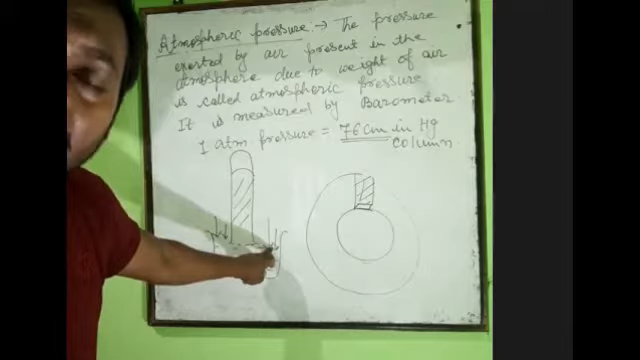 Atmospheric pressure :→ The pressure
exerted by air present in the
atmosphere due to weight of air
is called atmospheric pressure
It is measured by Barometer
1 atm pressure = 76 cm in Hg
column